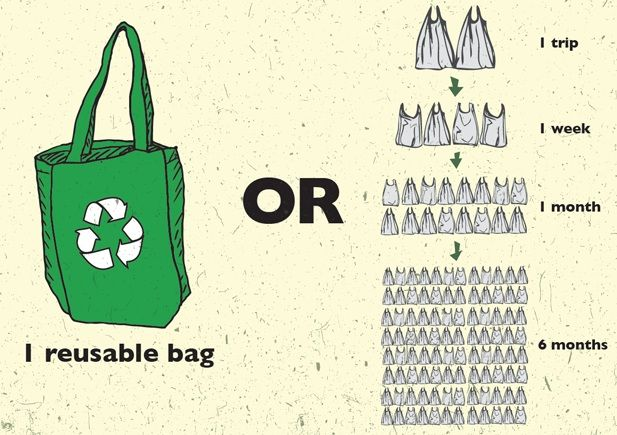 1 reusable bag
OR
1 trip
1 week
1 month
6 months